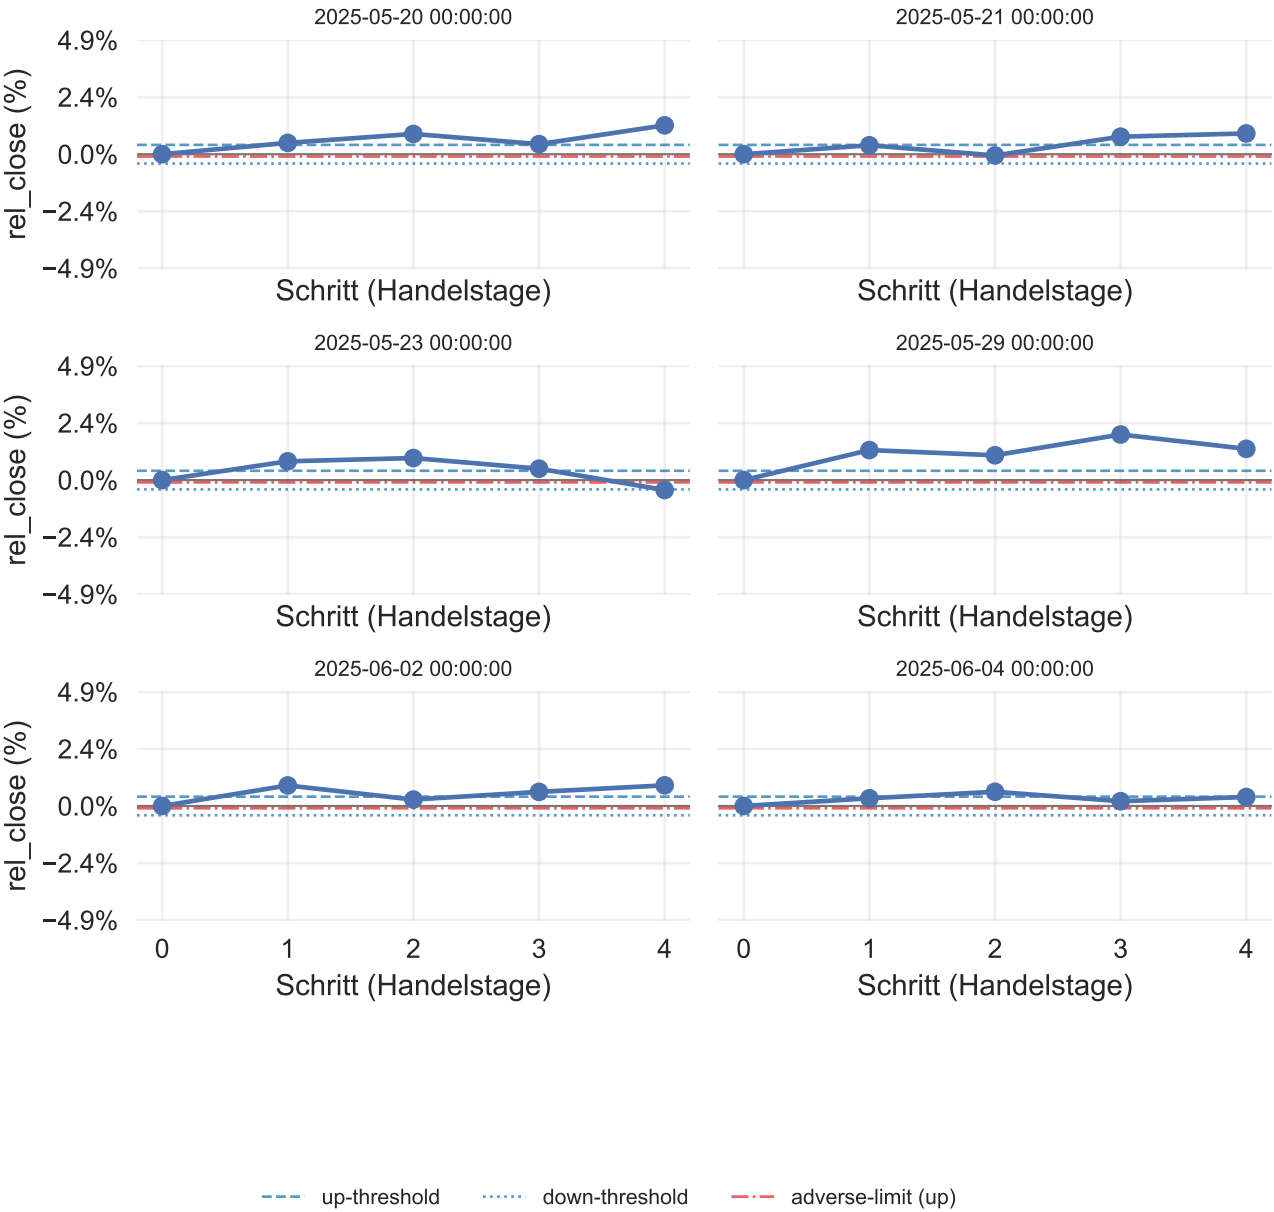 2025-05-20 00:00:00
2025-05-21 00:00:00
4.9%
2.4%
0.0%
−2.4%
−4.9%
rel_close (%)
Schritt (Handelstage)
Schritt (Handelstage)
2025-05-23 00:00:00
2025-05-29 00:00:00
4.9%
2.4%
0.0%
−2.4%
−4.9%
rel_close (%)
Schritt (Handelstage)
Schritt (Handelstage)
2025-06-02 00:00:00
2025-06-04 00:00:00
4.9%
2.4%
0.0%
−2.4%
−4.9%
rel_close (%)
0 1 2 3 4
0 1 2 3 4
Schritt (Handelstage)
Schritt (Handelstage)
up-threshold down-threshold adverse-limit (up)